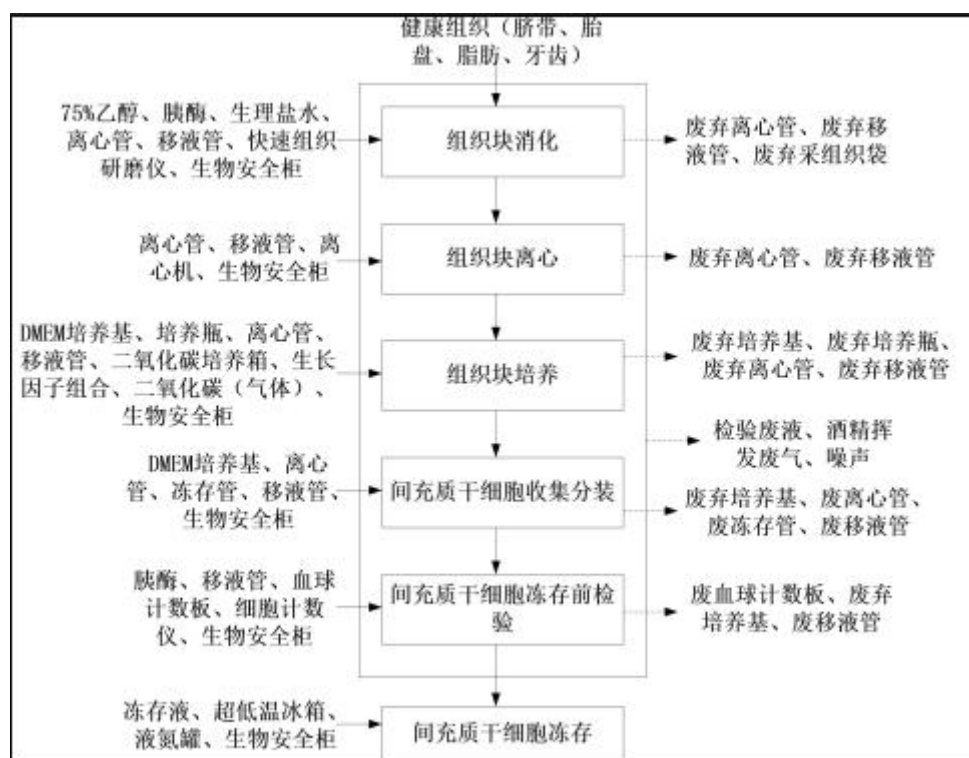 健康组织（脐带、胎
盘、脂肪、牙齿）
75%乙醇、胰酶、生理盐水、
离心管、移液管、快速组织
研磨仪、生物安全柜
组织块消化
废弃离心管、废弃移
液管、废弃采组织袋
离心管、移液管、离
心机、生物安全柜
组织块离心
废弃离心管、废弃移液管
DMEM培养基、培养瓶、离心管、
移液管、二氧化碳培养箱、生长
因子组合、二氧化碳（气体）、
生物安全柜
组织块培养
废弃培养基、废弃培养瓶、
废弃离心管、废弃移液管
检验废液、酒精挥
发废气、噪声
DMEM培养基、离心
管、冻存管、移液管、
生物安全柜
间充质干细胞收集分装
废弃培养基、废离心管、
废冻存管、废移液管
胰酶、移液管、血球
计数板、细胞计数
仪、生物安全柜
间充质干细胞冻存前检
验
废血球计数板、废弃
培养基、废移液管
冻存液、超低温冰箱、
液氮罐、生物安全柜
间充质干细胞冻存